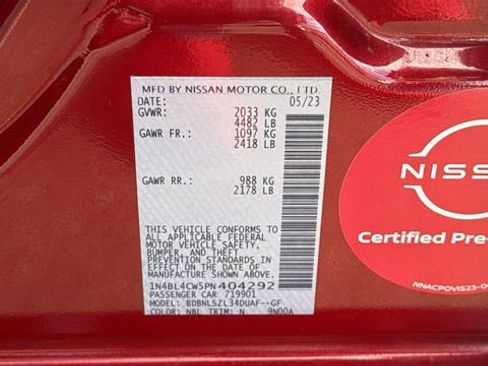 MFD BY NISSAN MOTOR CO., LTD.
DATE: 05/23
GVWR: 2033 KG
4482 LB
GAWR FR.: 1097 KG
2418 LB
GAWR RR.: 988 KG
2178 LB
THIS VEHICLE CONFORMS TO
ALL APPLICABLE FEDERAL
MOTOR VEHICLE SAFETY,
BUMPER, AND THEFT
PREVENTION STANDARDS IN
EFFECT ON THE DATE OF
MANUFACTURE SHOWN ABOVE.
1N4BL4CW5PN 404292
PASSENGER CAR 719901
MODEL: BDBNLSZL34DUAF--GF
COLOR: NBL TRIM: N 9N00A
NISS
Certified Pre-
NNACPOVIS23-0